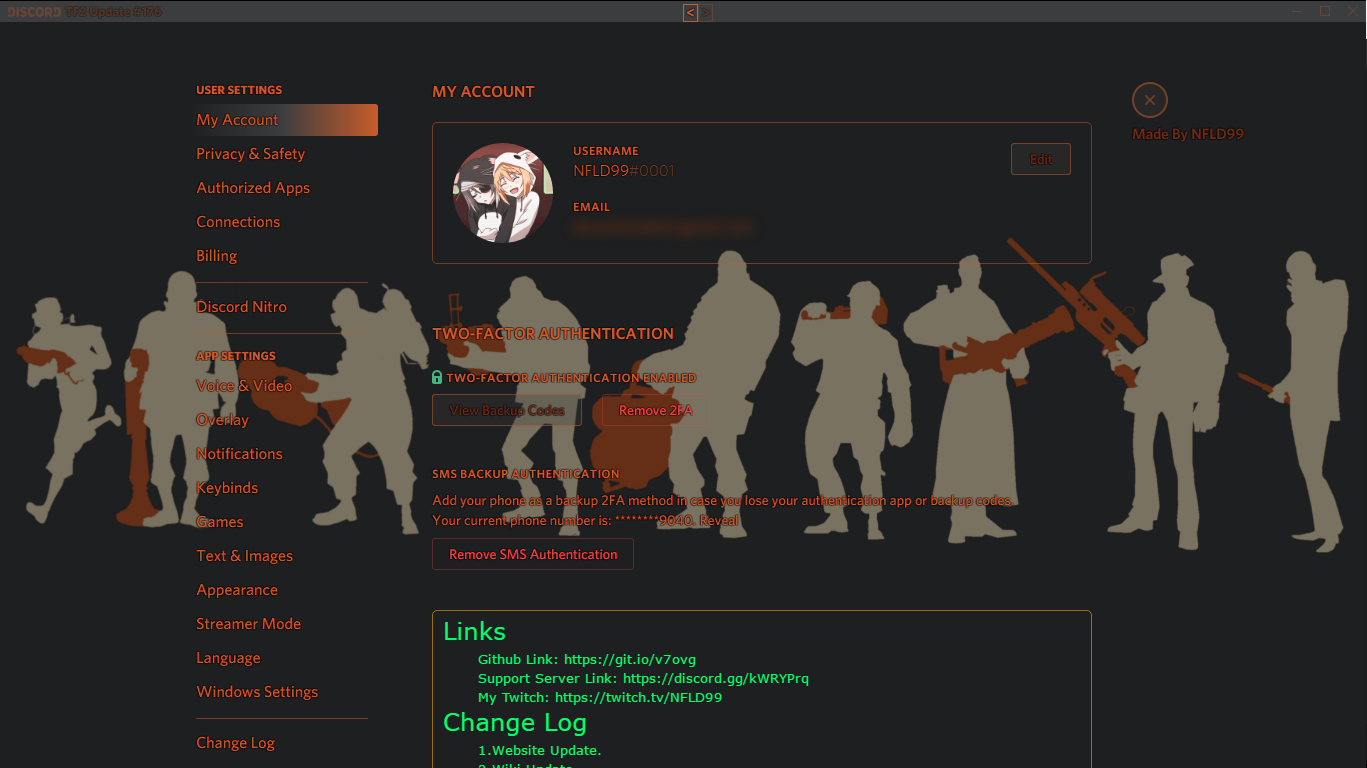 DISCORD TF2 Update #176
< >
USER SETTINGS
My Account
Privacy & Safety
Authorized Apps
Connections
Billing
Discord Nitro
APP SETTINGS
Voice & Video
Overlay
Notifications
Keybinds
Games
Text & Images
Appearance
Streamer Mode
Language
Windows Settings
Change Log
MY ACCOUNT
USERNAME
NFLD99#0001
Edit
EMAIL
Made By NFLD99
TWO-FACTOR AUTHENTICATION
TWO-FACTOR AUTHENTICATION ENABLED
View Backup Codes
Remove 2FA
SMS BACKUP AUTHENTICATION
Add your phone as a backup 2FA method in case you lose your authentication app or backup codes.
Your current phone number is: ********9040. Reveal
Remove SMS Authentication
Links
Github Link: https://git.io/v7ovg
Support Server Link: https://discord.gg/kWRYPrq
My Twitch: https://twitch.tv/NFLD99
Change Log
1.Website Update.
2.Wiki Update.